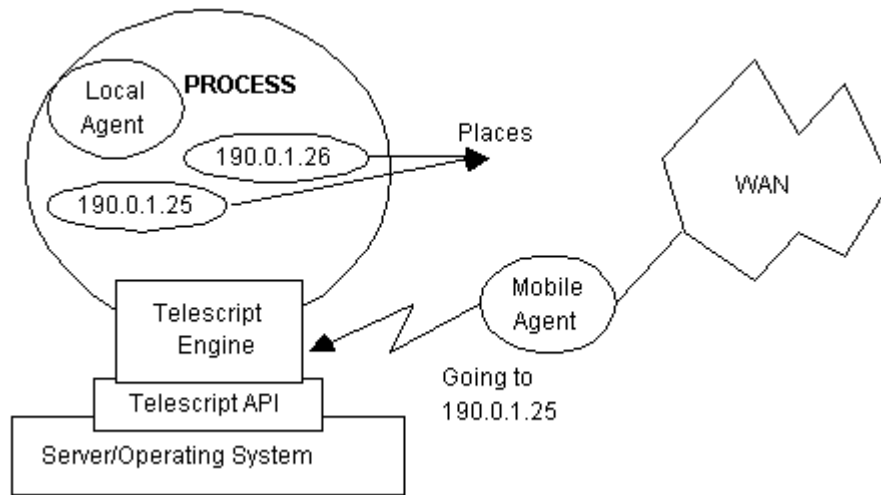 Local
Agent
PROCESS
190.0.1.26
190.0.1.25
Places
WAN
Telescript
Engine
Mobile
Agent
Going to
190.0.1.25
Telescript API
Server/Operating System